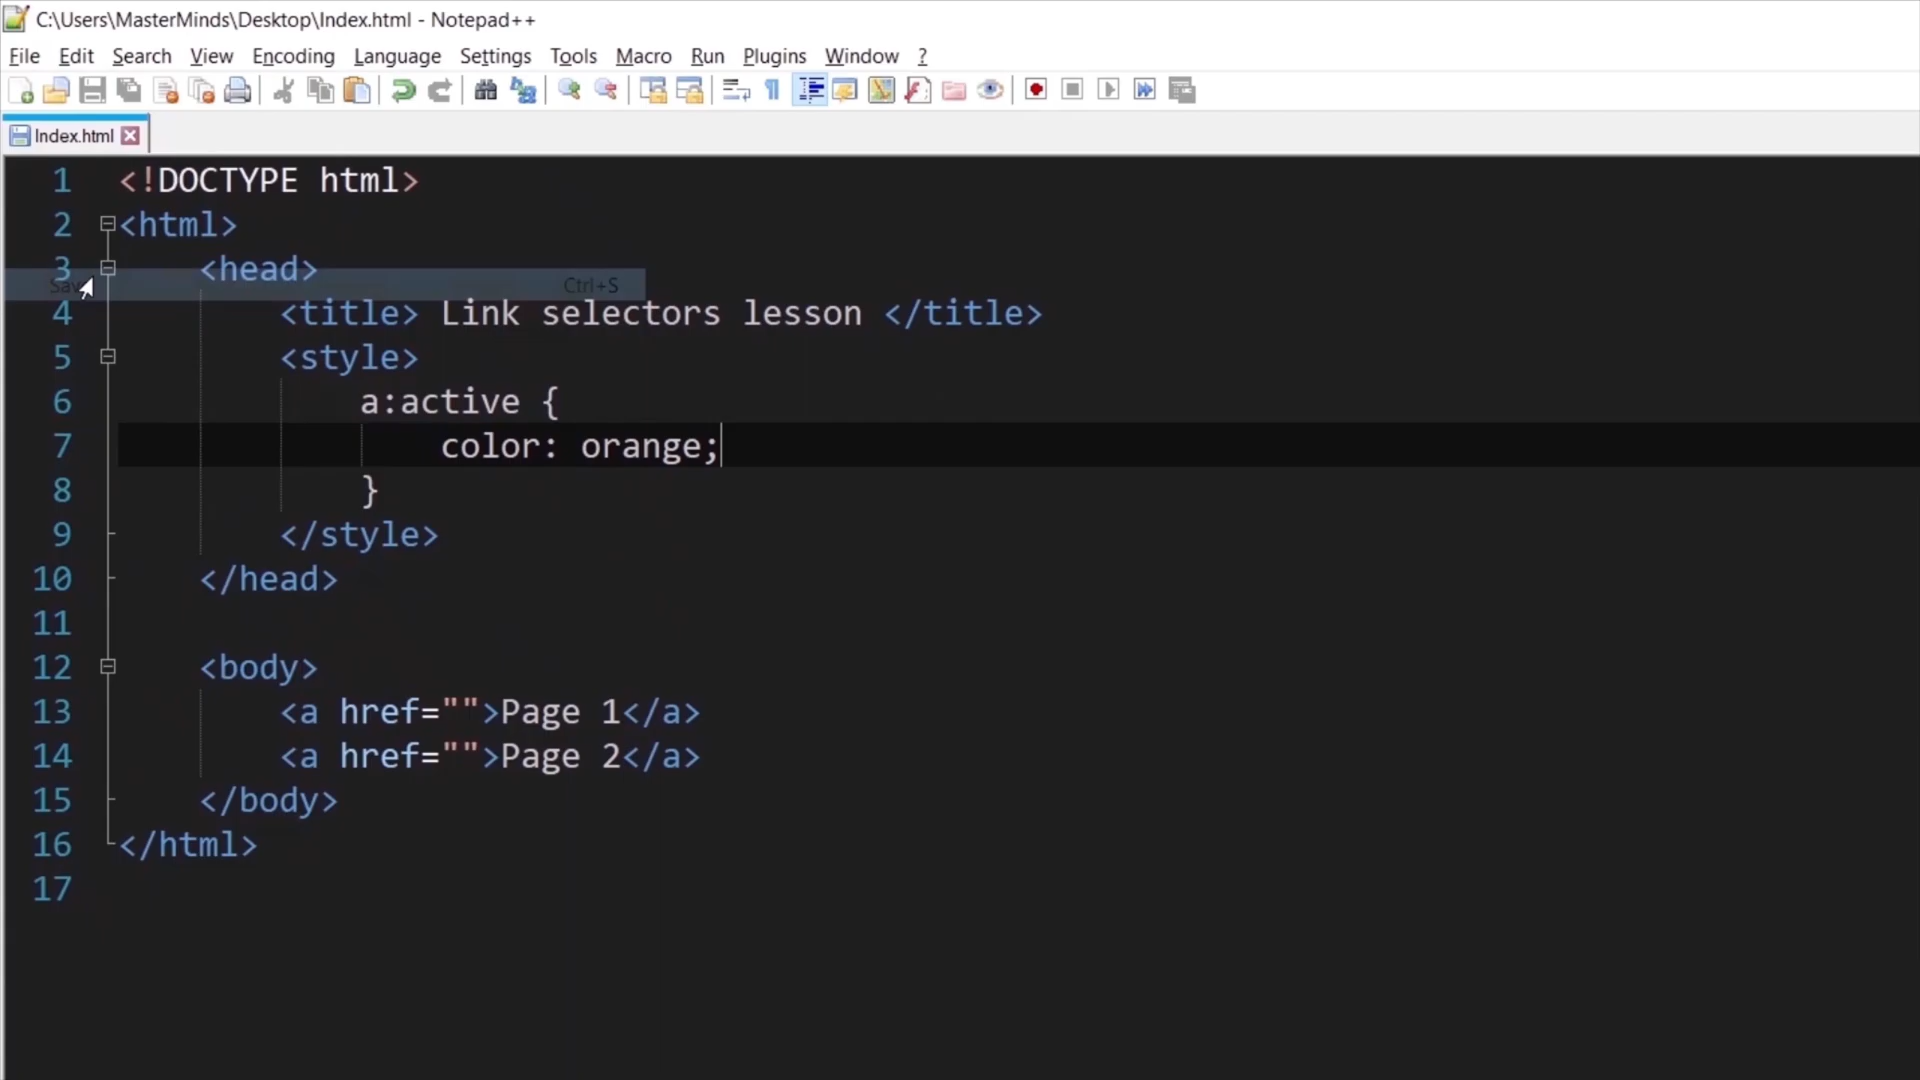 C:\Users\MasterMinds\Desktop\Index.html - Notepad++
File Edit Search View Encoding Language Settings Tools Macro Run Plugins Window ?
Index.html
1 <!DOCTYPE html>
2 <html>
3 <head>
Save Ctrl+S
4 <title> Link selectors lesson </title>
5 <style>
6 a:active {
7 color: orange;
8 }
9 </style>
10 </head>
11
12 <body>
13 <a href="">Page 1</a>
14 <a href="">Page 2</a>
15 </body>
16 </html>
17